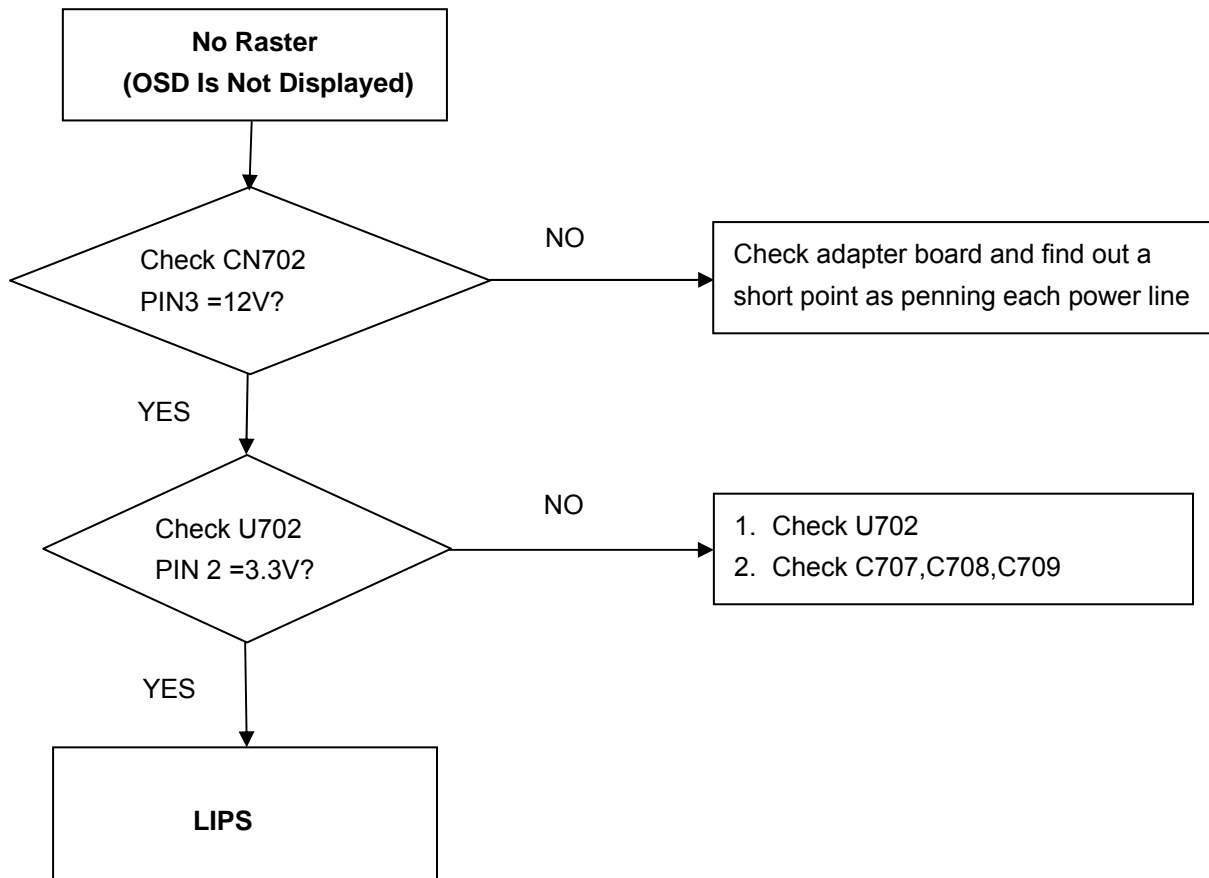 No Raster
(OSD Is Not Displayed)
Check CN702
PIN3 =12V?
NO
Check adapter board and find out a
short point as penning each power line
YES
Check U702
PIN 2 =3.3V?
NO
1. Check U702
2. Check C707,C708,C709
YES
LIPS